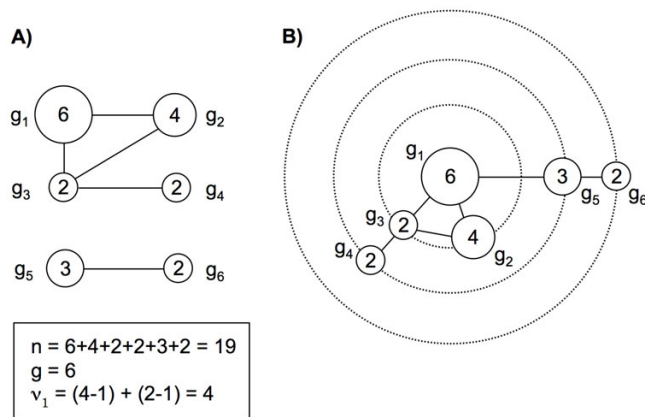 A)
g1 6 4 g2
g3 2 2 g4
g5 3 2 g6
n = 6+4+2+2+3+2 = 19
g = 6
ν1 = (4-1) + (2-1) = 4
B)
g1
6 3 2
g5 g6
g3 2
4
g4 2 g2